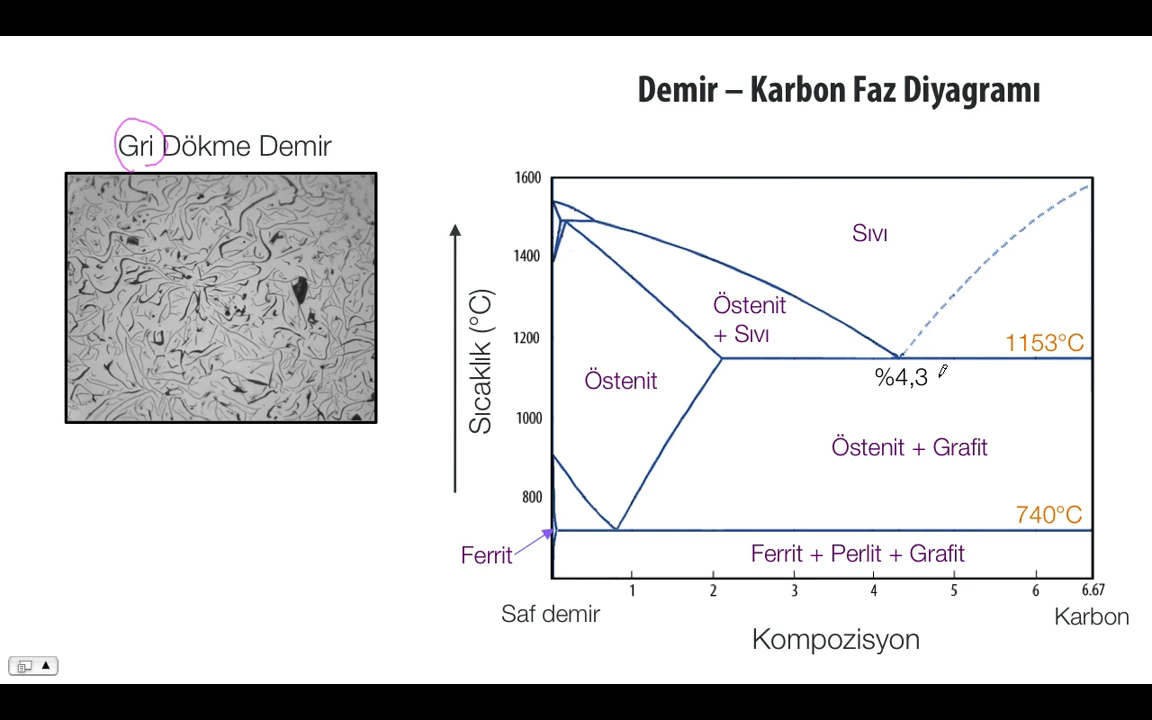 Demir – Karbon Faz Diyagramı
Gri Dökme Demir
1600
1400
1200
1000
800
Sıcaklık (°C)
Sıvı
Östenit
+ Sıvı
1153°C
%4,3
Östenit
Östenit + Grafit
740°C
Ferrit
Ferrit + Perlit + Grafit
1 2 3 4 5 6 6.67
Saf demir
Karbon
Kompozisyon